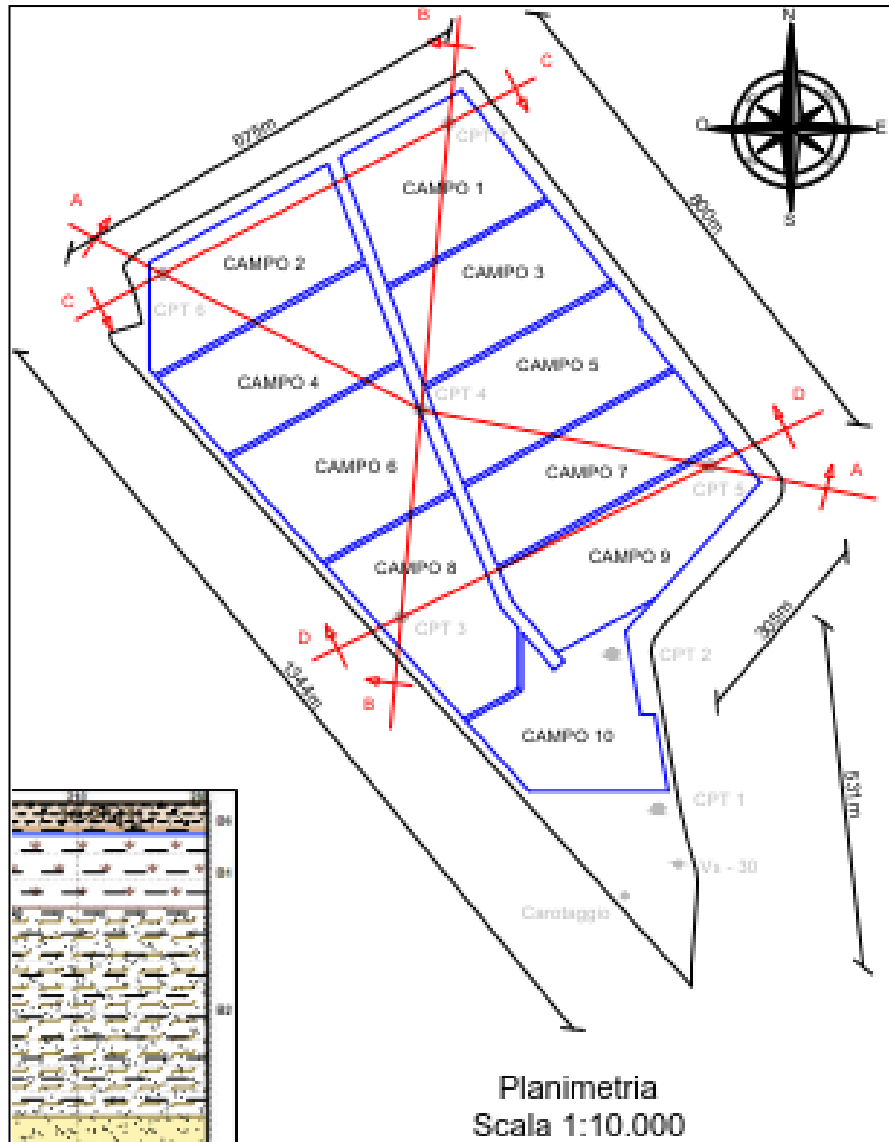 B
N
C
CPT 7
675m
O
E
CAMPO 1
A
S
800m
CAMPO 2
CAMPO 3
C
CPT 6
CAMPO 5
CAMPO 4
CPT 4
D
CAMPO 6
CAMPO 7
A
CPT 5
CAMPO 9
CAMPO 8
305m
D
CPT 3
CPT 2
1344m
B
CAMPO 10
531m
CPT 1
Vs - 30
Carotaggio
Planimetria
Scala 1:10.000